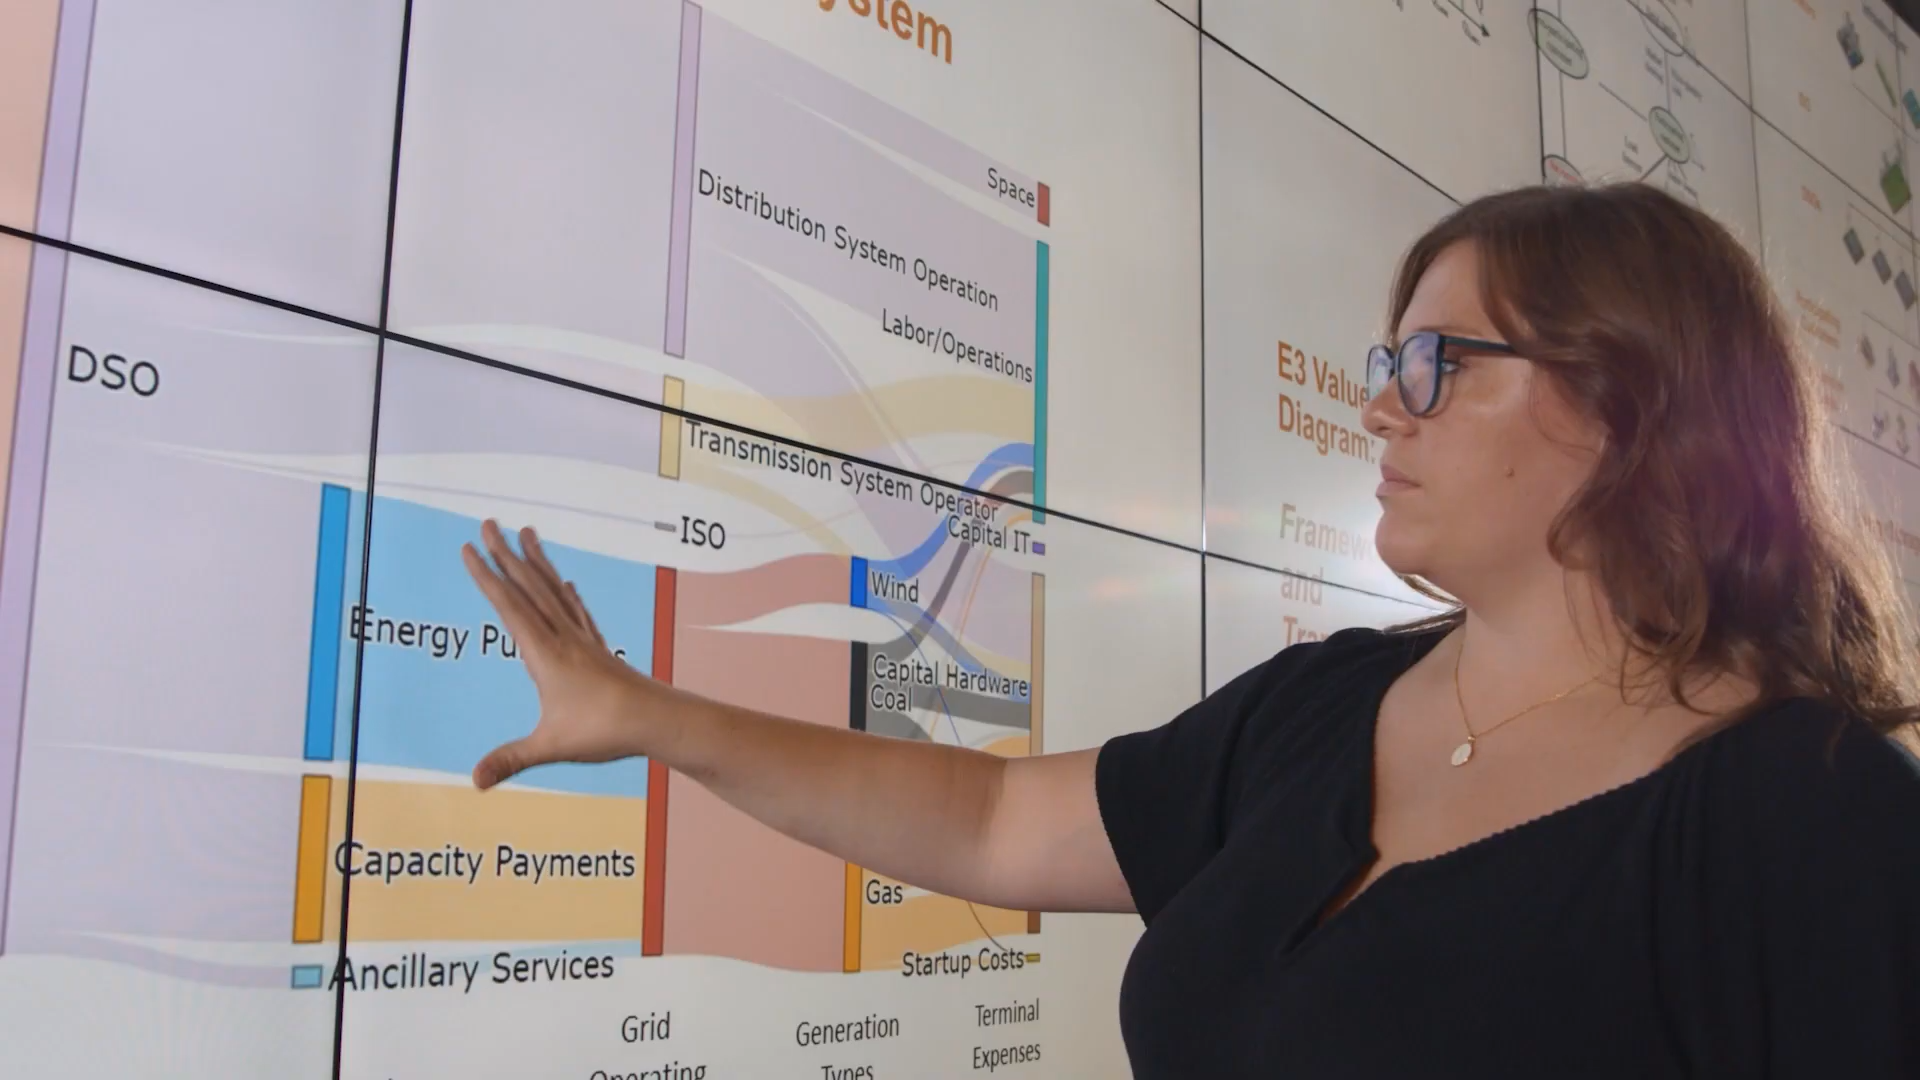 ystem
Space
Distribution System Operation
Labor/Operations
DSO
Transmission System Operator
Capital IT
ISO
Wind
Energy Pu
s
Capital Hardware
Coal
Capacity Payments
Gas
Ancillary Services
Startup Costs
Grid
Operating
Generation
Types
Terminal
Expenses
E3 Value
Diagram:
Framew
and
Tra